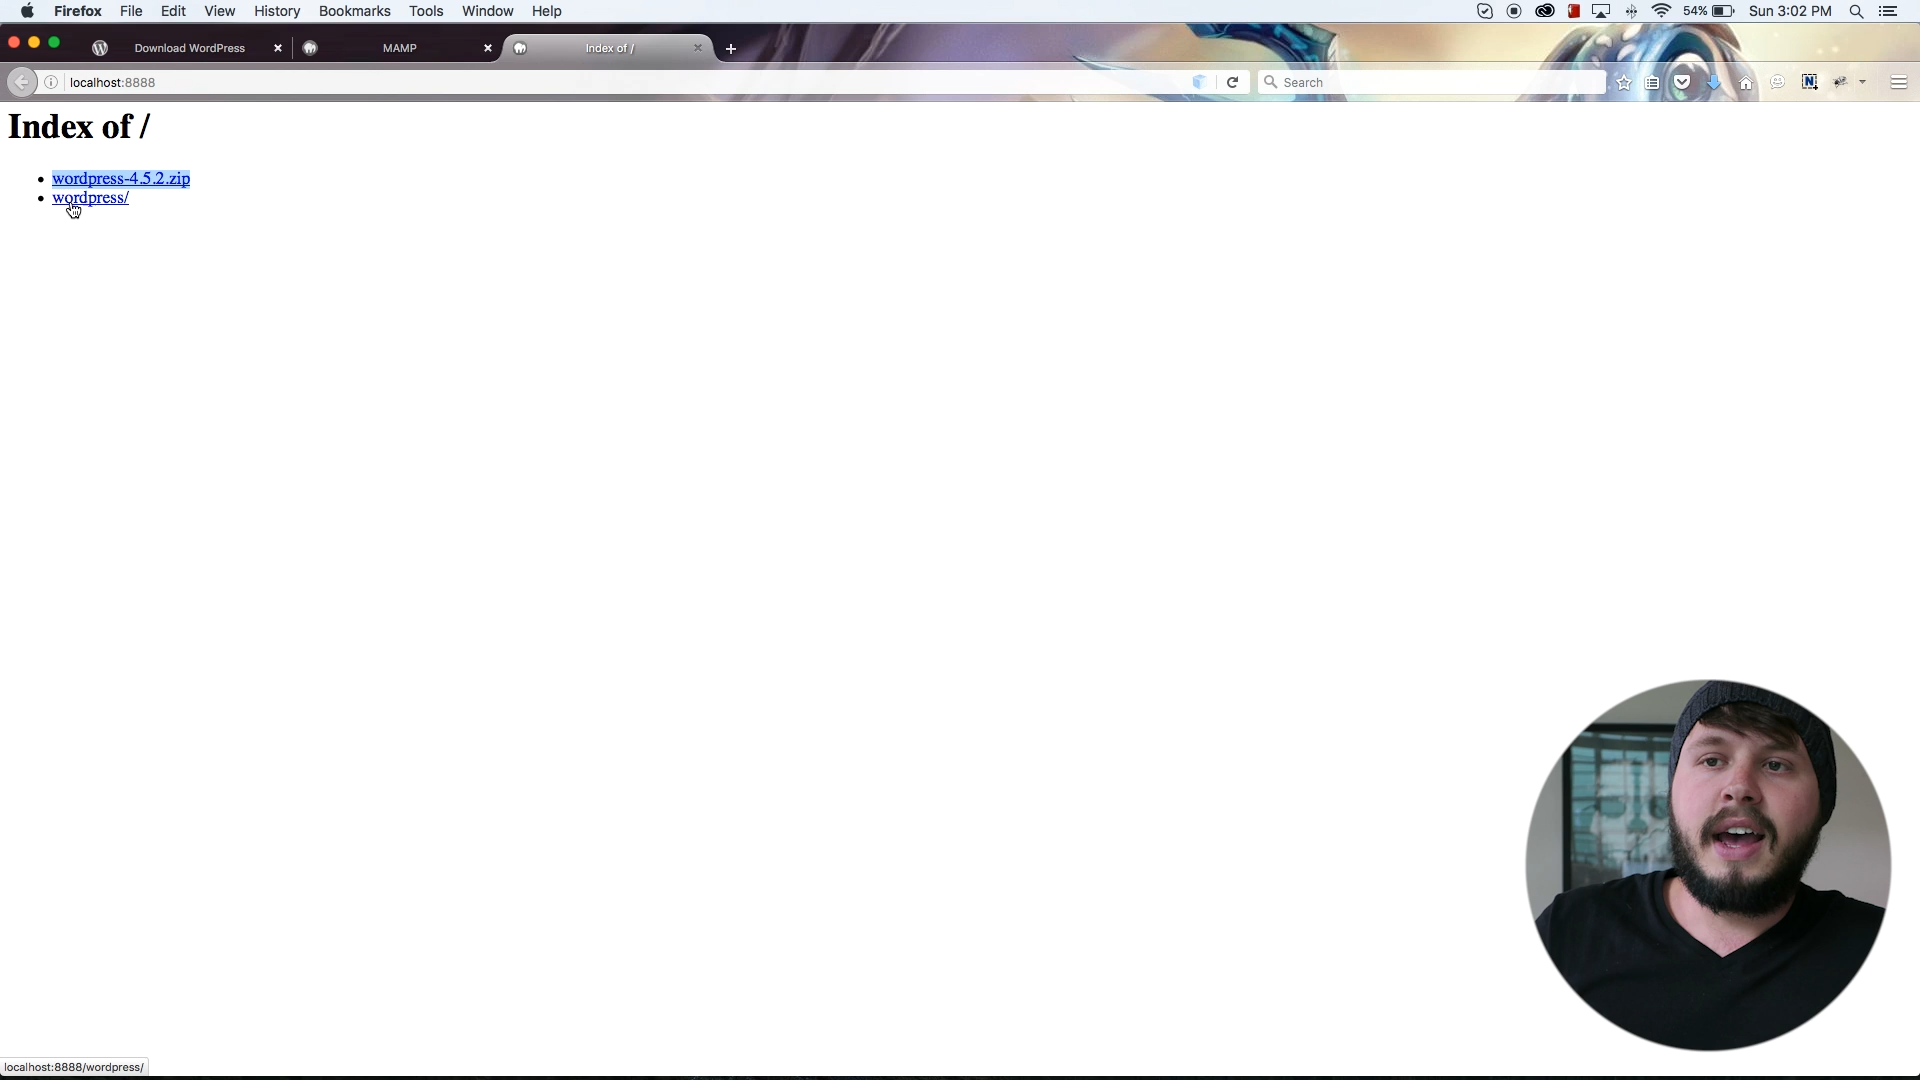 Firefox File Edit View History Bookmarks Tools Window Help 54% Sun 3:02 PM
Download WordPress MAMP Index of /
localhost:8888 Search
Index of /
wordpress-4.5.2.zip
wordpress/
localhost:8888/wordpress/